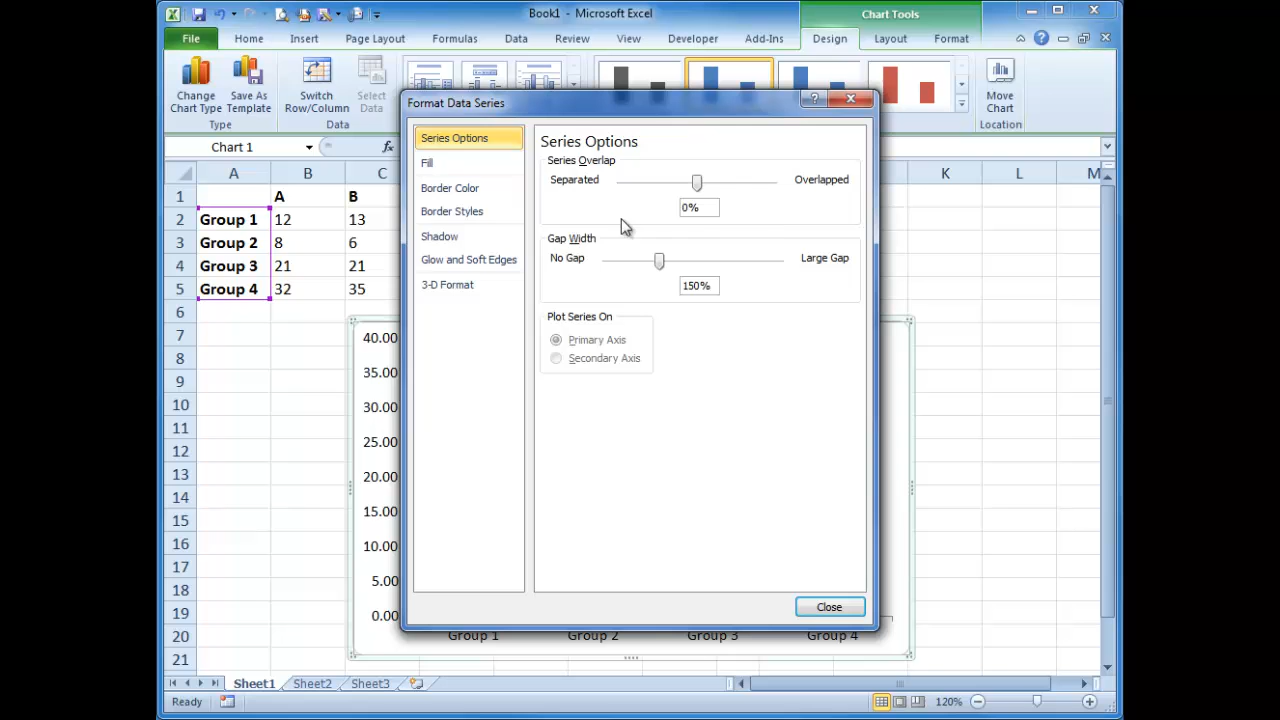 Book1 - Microsoft Excel
Chart Tools
File Home Insert Page Layout Formulas Data Review View Developer Add-Ins Design Layout Format
Change Chart Type
Save As Template
Switch Row/Column
Select Data
Move Chart
Type
Data
Location
Chart 1
fx
A B C K L M
1 A B
2 Group 1 12 13
3 Group 2 8 6
4 Group 3 21 21
5 Group 4 32 35
6
7
8
9
10
11
12
13
14
15
16
17
18
19
20
21
40.00
35.00
30.00
25.00
20.00
15.00
10.00
5.00
0.00
Group 1 Group 2 Group 3 Group 4
Format Data Series
Series Options
Fill
Border Color
Border Styles
Shadow
Glow and Soft Edges
3-D Format
Series Options
Series Overlap
Separated Overlapped
0%
Gap Width
No Gap Large Gap
150%
Plot Series On
Primary Axis
Secondary Axis
Close
Sheet1 Sheet2 Sheet3
Ready 120%